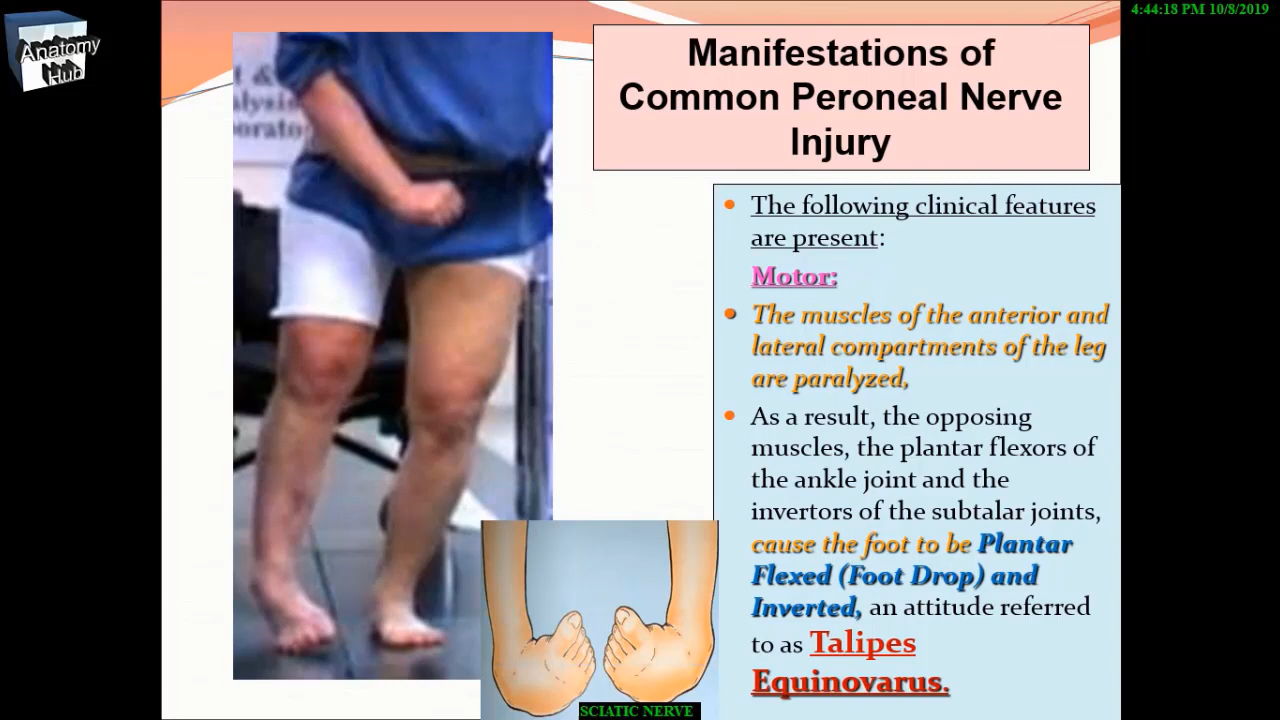 4:44:18 PM 10/8/2019
Anatomy
Hub
Manifestations of
Common Peroneal Nerve
Injury
The following clinical features
are present:
Motor:
The muscles of the anterior and
lateral compartments of the leg
are paralyzed,
As a result, the opposing
muscles, the plantar flexors of
the ankle joint and the
invertors of the subtalar joints,
cause the foot to be Plantar
Flexed (Foot Drop) and
Inverted, an attitude referred
to as Talipes
Equinovarus.
SCIATIC NERVE